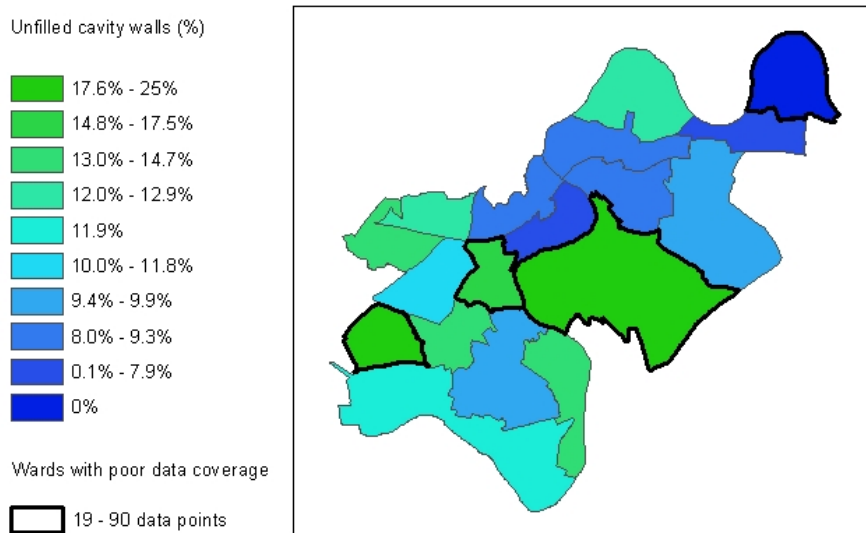 Unfilled cavity walls (%)
17.6% - 25%
14.8% - 17.5%
13.0% - 14.7%
12.0% - 12.9%
11.9%
10.0% - 11.8%
9.4% - 9.9%
8.0% - 9.3%
0.1% - 7.9%
0%
Wards with poor data coverage
19 - 90 data points